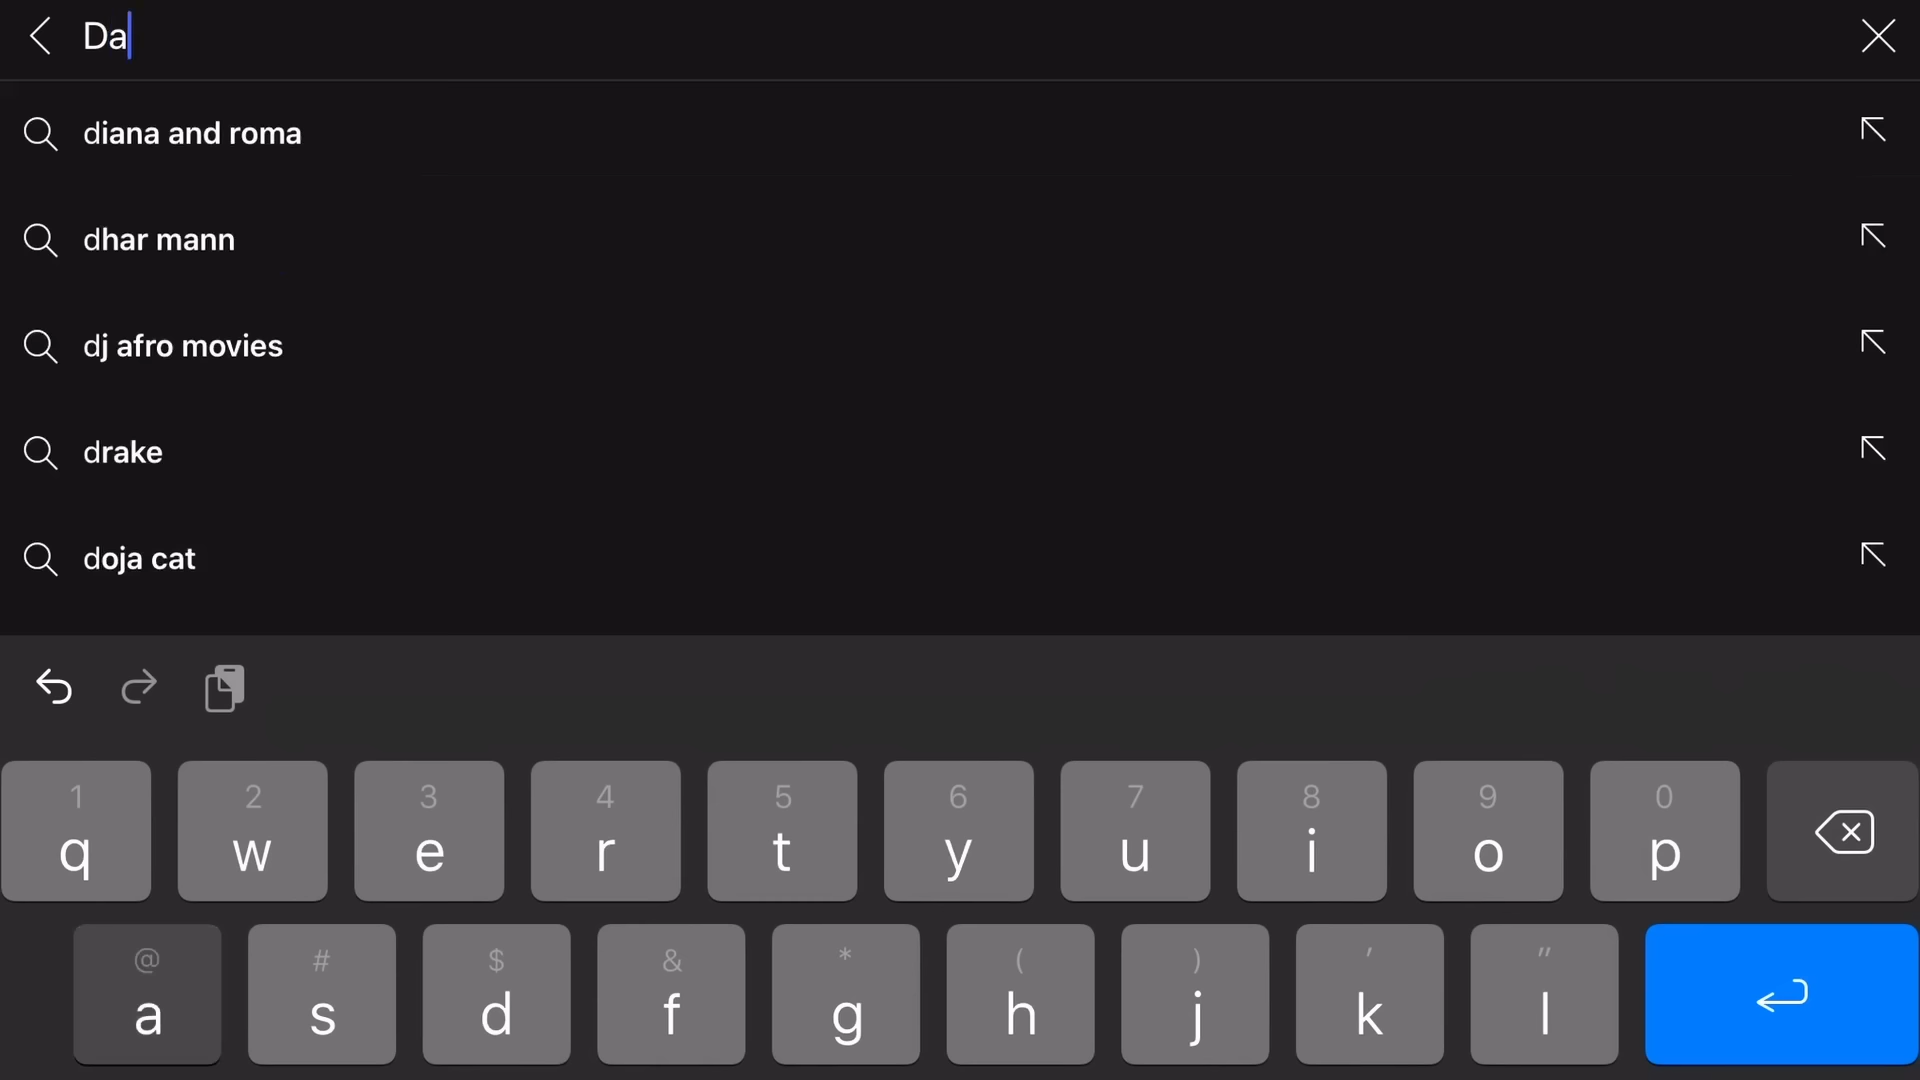 Da
diana and roma
dhar mann
dj afro movies
drake
doja cat
1 2 3 4 5 6 7 8 9 0
q w e r t y u i o p
@ # $ & * ( ) ' "
a s d f g h j k l